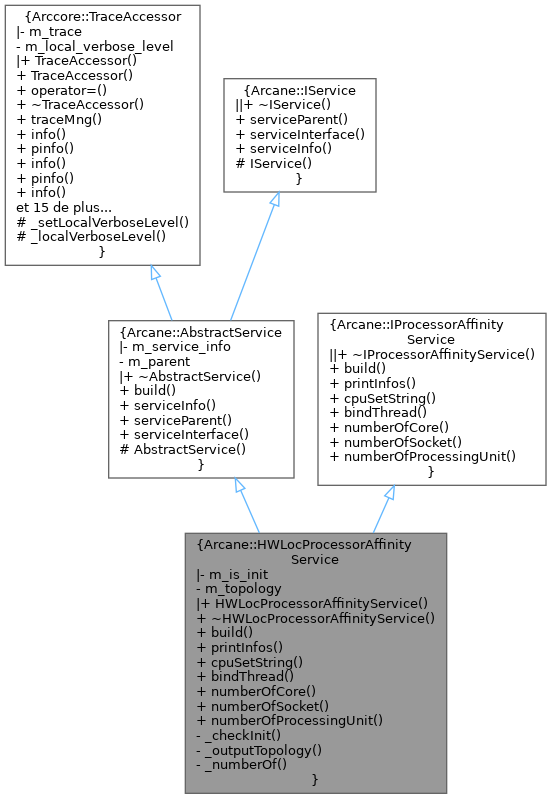 {Arccore::TraceAccessor
|- m_trace
- m_local_verbose_level
|+ TraceAccessor()
+ TraceAccessor()
+ operator=()
+ ~TraceAccessor()
+ traceMng()
+ info()
+ pinfo()
+ info()
+ pinfo()
+ info()
et 15 de plus...
# _setLocalVerboseLevel()
# _localVerboseLevel()
}
{Arcane::IService
||+ ~IService()
+ serviceParent()
+ serviceInterface()
+ serviceInfo()
# IService()
}
{Arcane::AbstractService
|- m_service_info
- m_parent
|+ ~AbstractService()
+ build()
+ serviceInfo()
+ serviceParent()
+ serviceInterface()
# AbstractService()
}
{Arcane::IProcessorAffinity
Service
||+ ~IProcessorAffinityService()
+ build()
+ printInfos()
+ cpuSetString()
+ bindThread()
+ numberOfCore()
+ numberOfSocket()
+ numberOfProcessingUnit()
}
{Arcane::HWLocProcessorAffinity
Service
|- m_is_init
- m_topology
|+ HWLocProcessorAffinityService()
+ ~HWLocProcessorAffinityService()
+ build()
+ printInfos()
+ cpuSetString()
+ bindThread()
+ numberOfCore()
+ numberOfSocket()
+ numberOfProcessingUnit()
- _checkInit()
- _outputTopology()
- _numberOf()
}